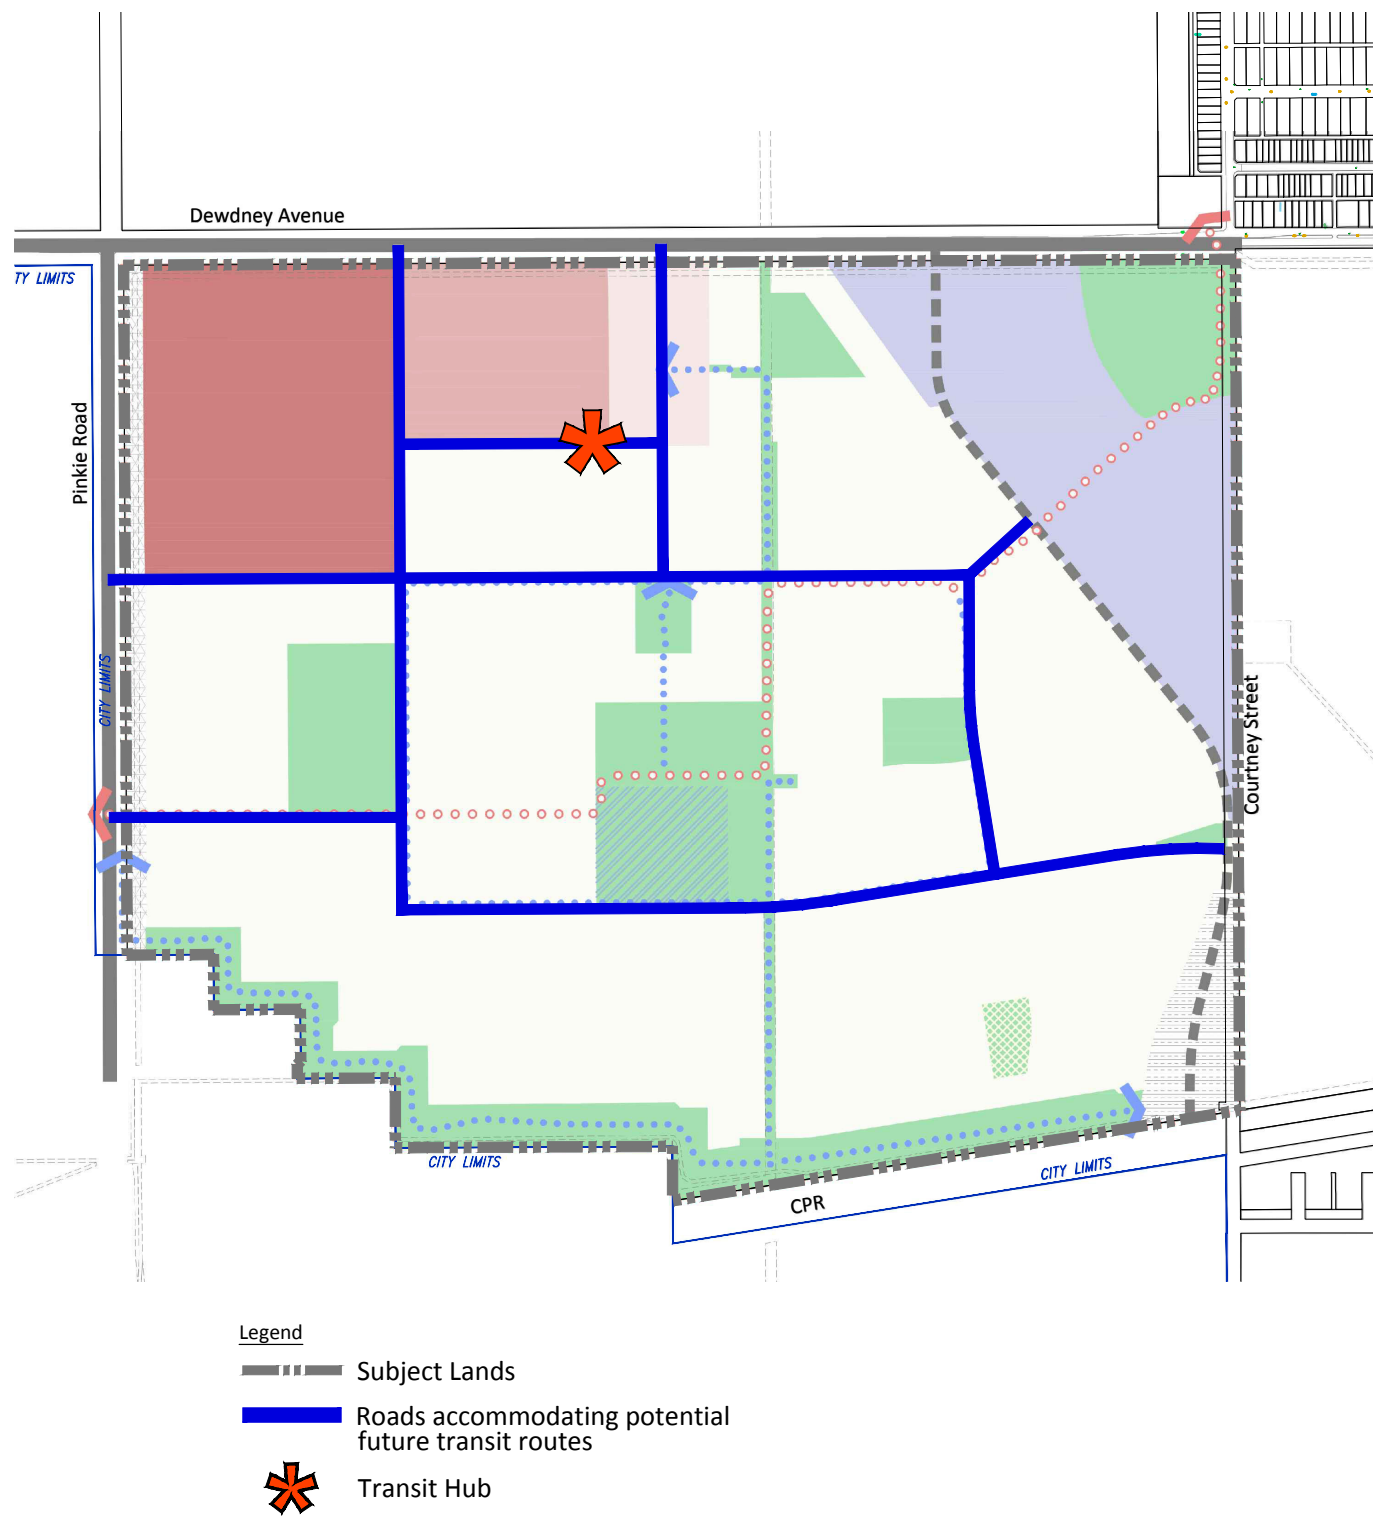 Dewdney Avenue
TY LIMITS
Pinkie Road
CITY LIMITS
Courtney Street
CITY LIMITS
CITY LIMITS
CPR
Legend
Subject Lands
Roads accommodating potential
future transit routes
Transit Hub